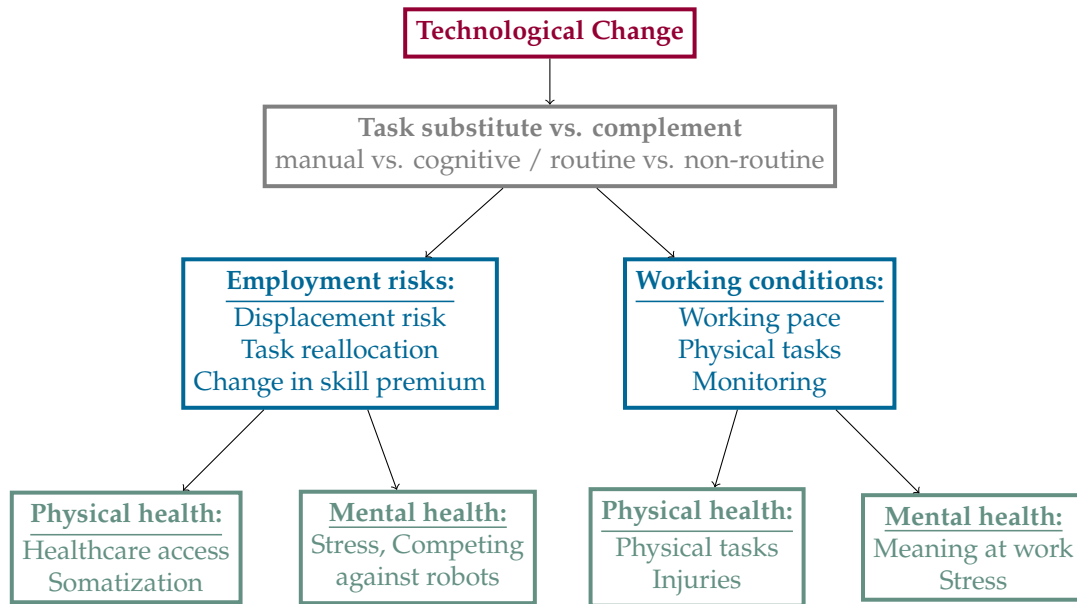 Technological Change
Task substitute vs. complement
manual vs. cognitive / routine vs. non-routine
Employment risks:
Displacement risk
Task reallocation
Change in skill premium
Working conditions:
Working pace
Physical tasks
Monitoring
Physical health:
Healthcare access
Somatization
Mental health:
Stress, Competing
against robots
Physical health:
Physical tasks
Injuries
Mental health:
Meaning at work
Stress